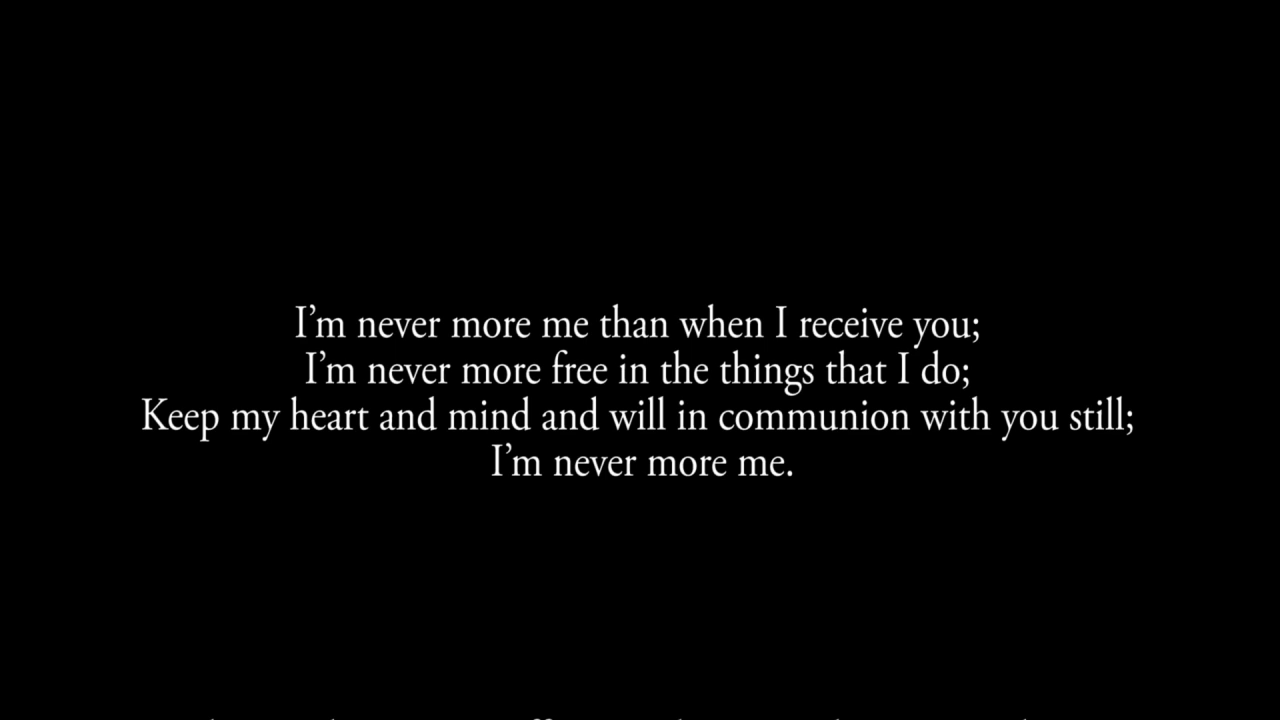 I’m never more me than when I receive you;
I’m never more free in the things that I do;
Keep my heart and mind and will in communion with you still;
I’m never more me.